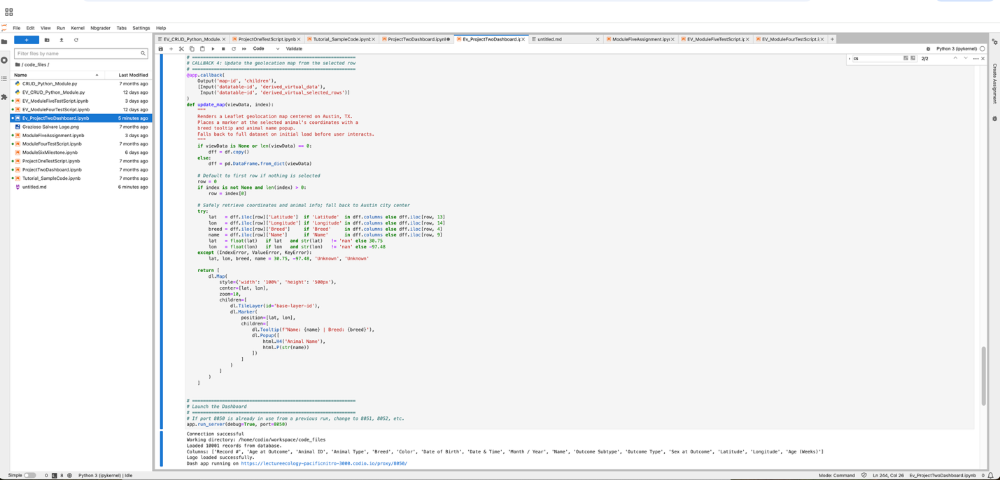 File Edit View Run Kernel Nbgrader Tabs Settings Help
+
Filter files by name
/ code_files /
Name Last Modified
CRUD_Python_Module.py 7 months ago
EV_CRUD_Python_Module.py 12 days ago
EV_ModuleFiveTestScript.ipynb 3 days ago
EV_ModuleFourTestScript.ipynb 12 days ago
Ev_ProjectTwoDashboard.ipynb 5 minutes ago
Grazioso Salvare Logo.png 7 months ago
ModuleFiveAssignment.ipynb 3 days ago
ModuleFourTestScript.ipynb 7 months ago
ModuleSixMilestone.ipynb 6 days ago
ProjectOneTestScript.ipynb 7 months ago
ProjectTwoDashboard.ipynb 7 months ago
Tutorial_SampleCode.ipynb 7 months ago
untitled.md 6 minutes ago
EV_CRUD_Python_Module. ProjectOneTestScript.ipynb Tutorial_SampleCode.ipynb ProjectTwoDashboard.ipynl Ev_ProjectTwoDashboard.ij untitled.md ModuleFiveAssignment.ipyn EV_ModuleFiveTestScript.ip EV_ModuleFourTestScript.i
Code Validate Python 3 (ipykernel)
cs 2/2
# ==============================================================
# CALLBACK 4: Update the geolocation map from the selected row
# ==============================================================
@app.callback(
    Output('map-id', 'children'),
    [Input('datatable-id', 'derived_virtual_data'),
     Input('datatable-id', 'derived_virtual_selected_rows')]
)
def update_map(viewData, index):
    """
    Renders a Leaflet geolocation map centered on Austin, TX.
    Places a marker at the selected animal's coordinates with a
    breed tooltip and animal name popup.
    Falls back to full dataset on initial load before user interacts.
    """
    if viewData is None or len(viewData) == 0:
        dff = df.copy()
    else:
        dff = pd.DataFrame.from_dict(viewData)
    # Default to first row if nothing is selected
    row = 0
    if index is not None and len(index) > 0:
        row = index[0]
    # Safely retrieve coordinates and animal info; fall back to Austin city center
    try:
        lat   = dff.iloc[row]['Latitude']  if 'Latitude'  in dff.columns else dff.iloc[row, 13]
        lon   = dff.iloc[row]['Longitude'] if 'Longitude' in dff.columns else dff.iloc[row, 14]
        breed = dff.iloc[row]['Breed']     if 'Breed'     in dff.columns else dff.iloc[row, 4]
        name  = dff.iloc[row]['Name']      if 'Name'      in dff.columns else dff.iloc[row, 9]
        lat   = float(lat)   if lat   and str(lat)   != 'nan' else 30.75
        lon   = float(lon)   if lon   and str(lon)   != 'nan' else -97.48
    except (IndexError, ValueError, KeyError):
        lat, lon, breed, name = 30.75, -97.48, 'Unknown', 'Unknown'
    return [
        dl.Map(
            style={'width': '100%', 'height': '500px'},
            center=[lat, lon],
            zoom=10,
            children=[
                dl.TileLayer(id='base-layer-id'),
                dl.Marker(
                    position=[lat, lon],
                    children=[
                        dl.Tooltip(f"Name: {name} | Breed: {breed}"),
                        dl.Popup([
                            html.H4('Animal Name'),
                            html.P(str(name))
                        ])
                    ]
                )
            ]
        )
    ]
# ==============================================================
# Launch the Dashboard
# ==============================================================
# If port 8050 is already in use from a previous run, change to 8051, 8052, etc.
app.run_server(debug=True, port=8050)
Connection successful
Working directory: /home/codio/workspace/code_files
Loaded 10001 records from database.
Columns: ['Record #', 'Age at Outcome', 'Animal ID', 'Animal Type', 'Breed', 'Color', 'Date of Birth', 'Date & Time', 'Month / Year', 'Name', 'Outcome Subtype', 'Outcome Type', 'Sex at Outcome', 'Latitude', 'Longitude', 'Age (Weeks)']
Logo loaded successfully.
Dash app running on https://lectureecology-pacificnitro-3000.codio.io/proxy/8050/
Create Assignment
Simple 0 8 Python 3 (ipykernel) | Idle Mode: Command Ln 244, Col 26 Ev_ProjectTwoDashboard.ipynb 0